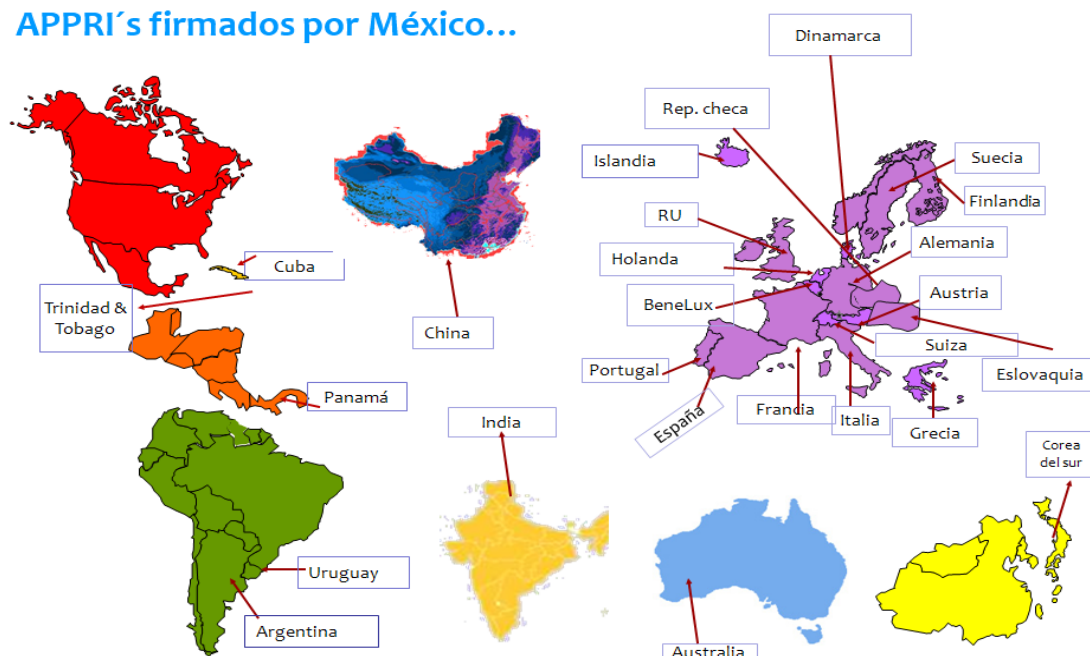 APPRI´s firmados por México...
Dinamarca
Rep. checa
Islandia
Suecia
Finlandia
RU
Alemania
Holanda
Cuba
Trinidad &
Tobago
BeneLux
Austria
China
Suiza
Portugal
Eslovaquia
Panamá
España
Francia
Italia
Grecia
India
Corea
del sur
Uruguay
Argentina
Australia